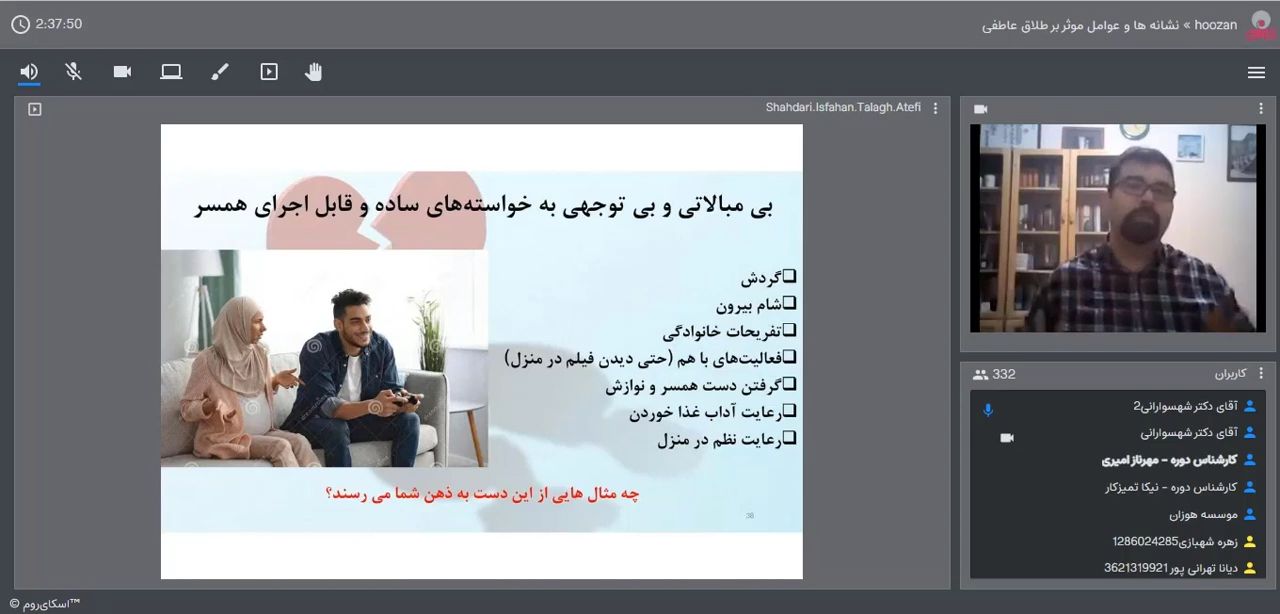 2:37:50
hoozan » نشانه ها و عوامل موثر بر طلاق عاطفی
Shahdari.Isfahan.Talagh.Atefi
بی مبالاتی و بی توجهی به خواسته‌های ساده و قابل اجرای همسر
❑گردش
❑شام بیرون
❑تفریحات خانوادگی
❑فعالیت‌های با هم (حتی دیدن فیلم در منزل)
❑گرفتن دست همسر و نوازش
❑رعایت آداب غذا خوردن
❑رعایت نظم در منزل
چه مثال هایی از این دست به ذهن شما می رسند؟
38
332
کاربران
آقای دکتر شهسوارانی2
آقای دکتر شهسوارانی
کارشناس دوره - مهرناز امیری
کارشناس دوره - نیکا تمیزکار
موسسه هوزان
زهره شهبازی1286024285
دیانا تهرانی پور3621319921
© اسکای‌روم™